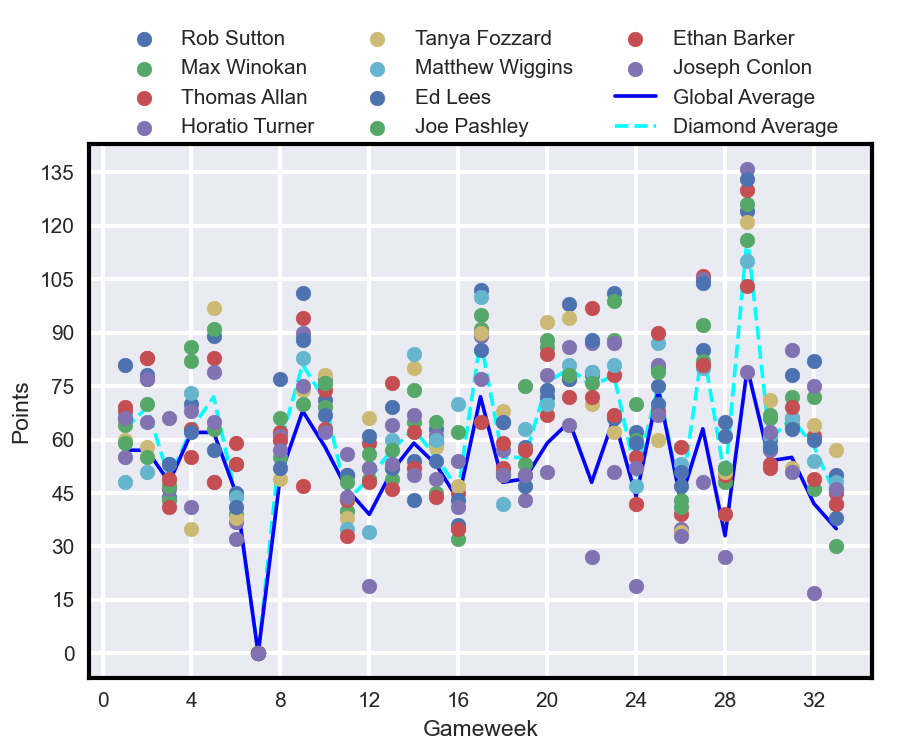 Rob Sutton Tanya Fozzard Ethan Barker
Max Winokan Matthew Wiggins Joseph Conlon
Thomas Allan Ed Lees Global Average
Horatio Turner Joe Pashley Diamond Average
135
120
105
90
75
60
45
30
15
0
Points
0 4 8 12 16 20 24 28 32
Gameweek